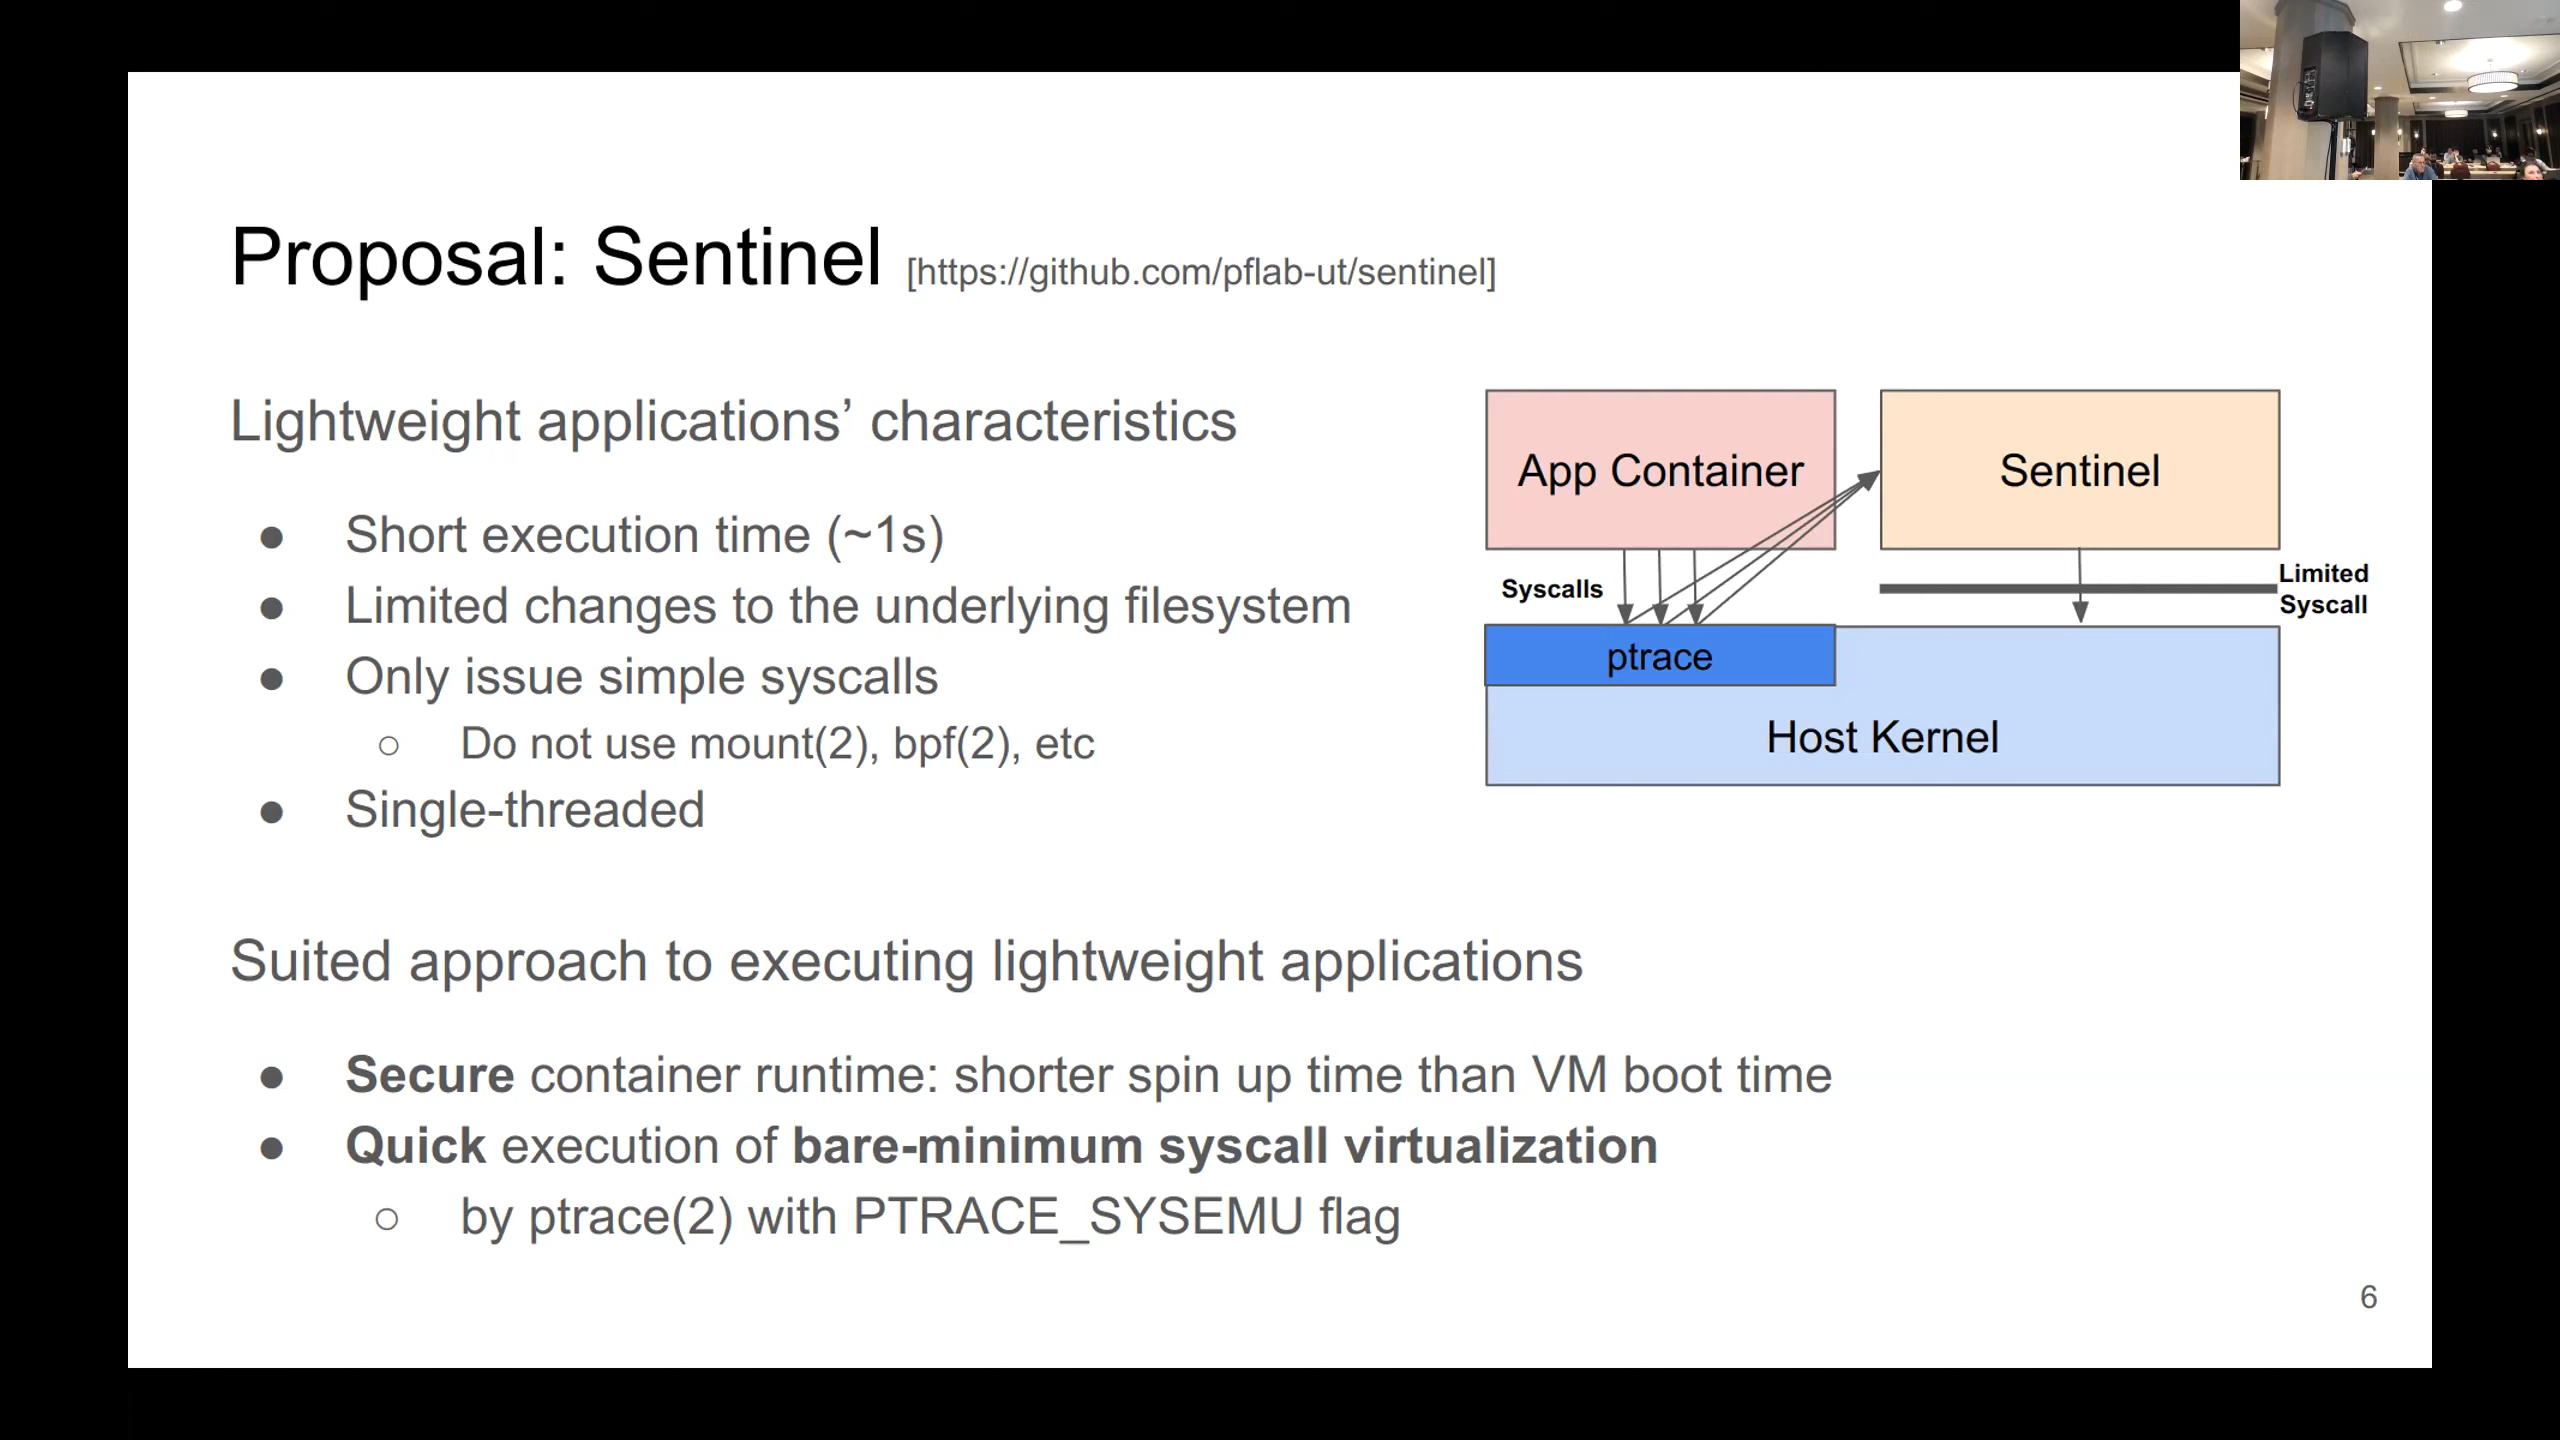 Proposal: Sentinel [https://github.com/pflab-ut/sentinel]
Lightweight applications’ characteristics
● Short execution time (~1s)
● Limited changes to the underlying filesystem
● Only issue simple syscalls
○ Do not use mount(2), bpf(2), etc
● Single-threaded
App Container
Sentinel
Syscalls
Limited
Syscall
ptrace
Host Kernel
Suited approach to executing lightweight applications
● Secure container runtime: shorter spin up time than VM boot time
● Quick execution of bare-minimum syscall virtualization
○ by ptrace(2) with PTRACE_SYSEMU flag
6